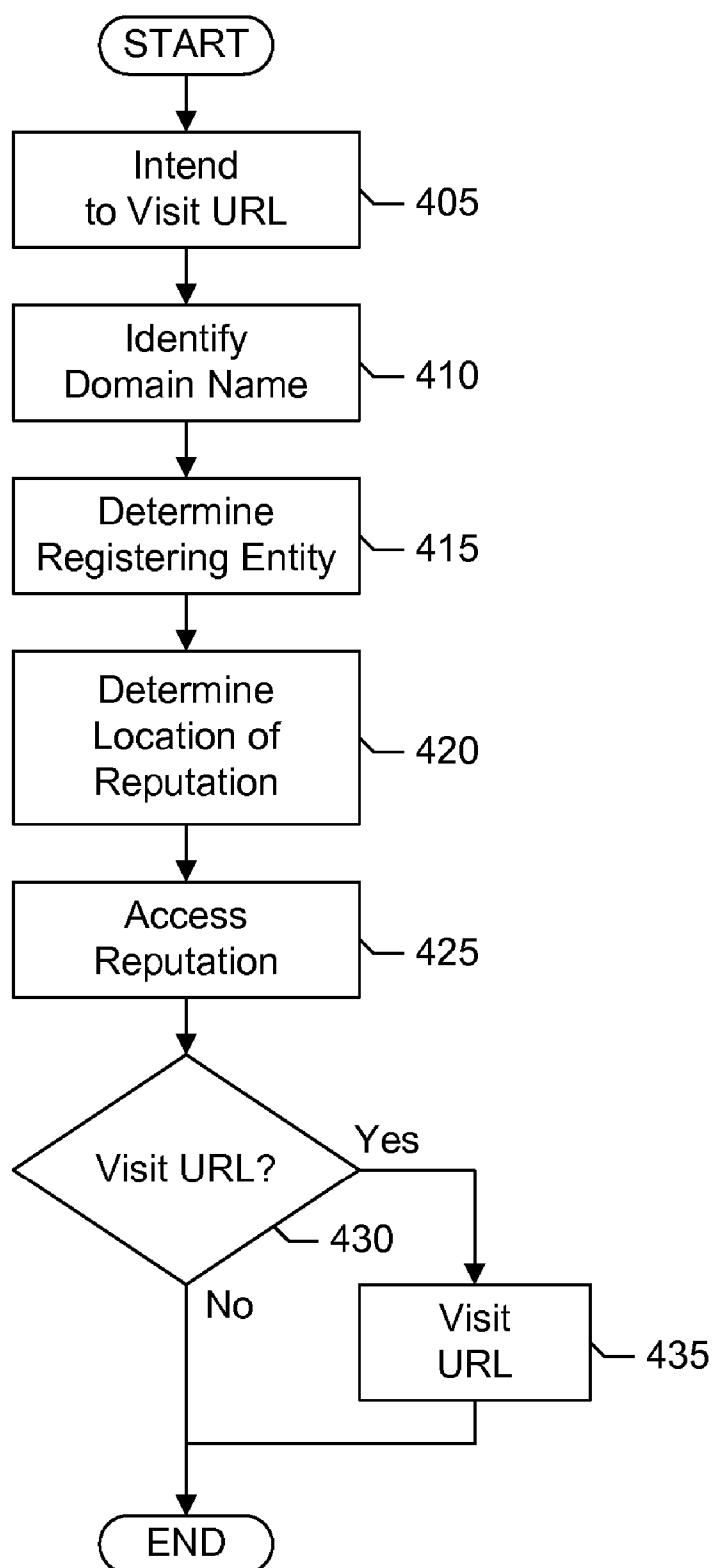 START
Intend
to Visit URL
405
Identify
Domain Name
410
Determine
Registering Entity
415
Determine
Location of
Reputation
420
Access
Reputation
425
Visit URL?
Yes
430
No
Visit
URL
435
END